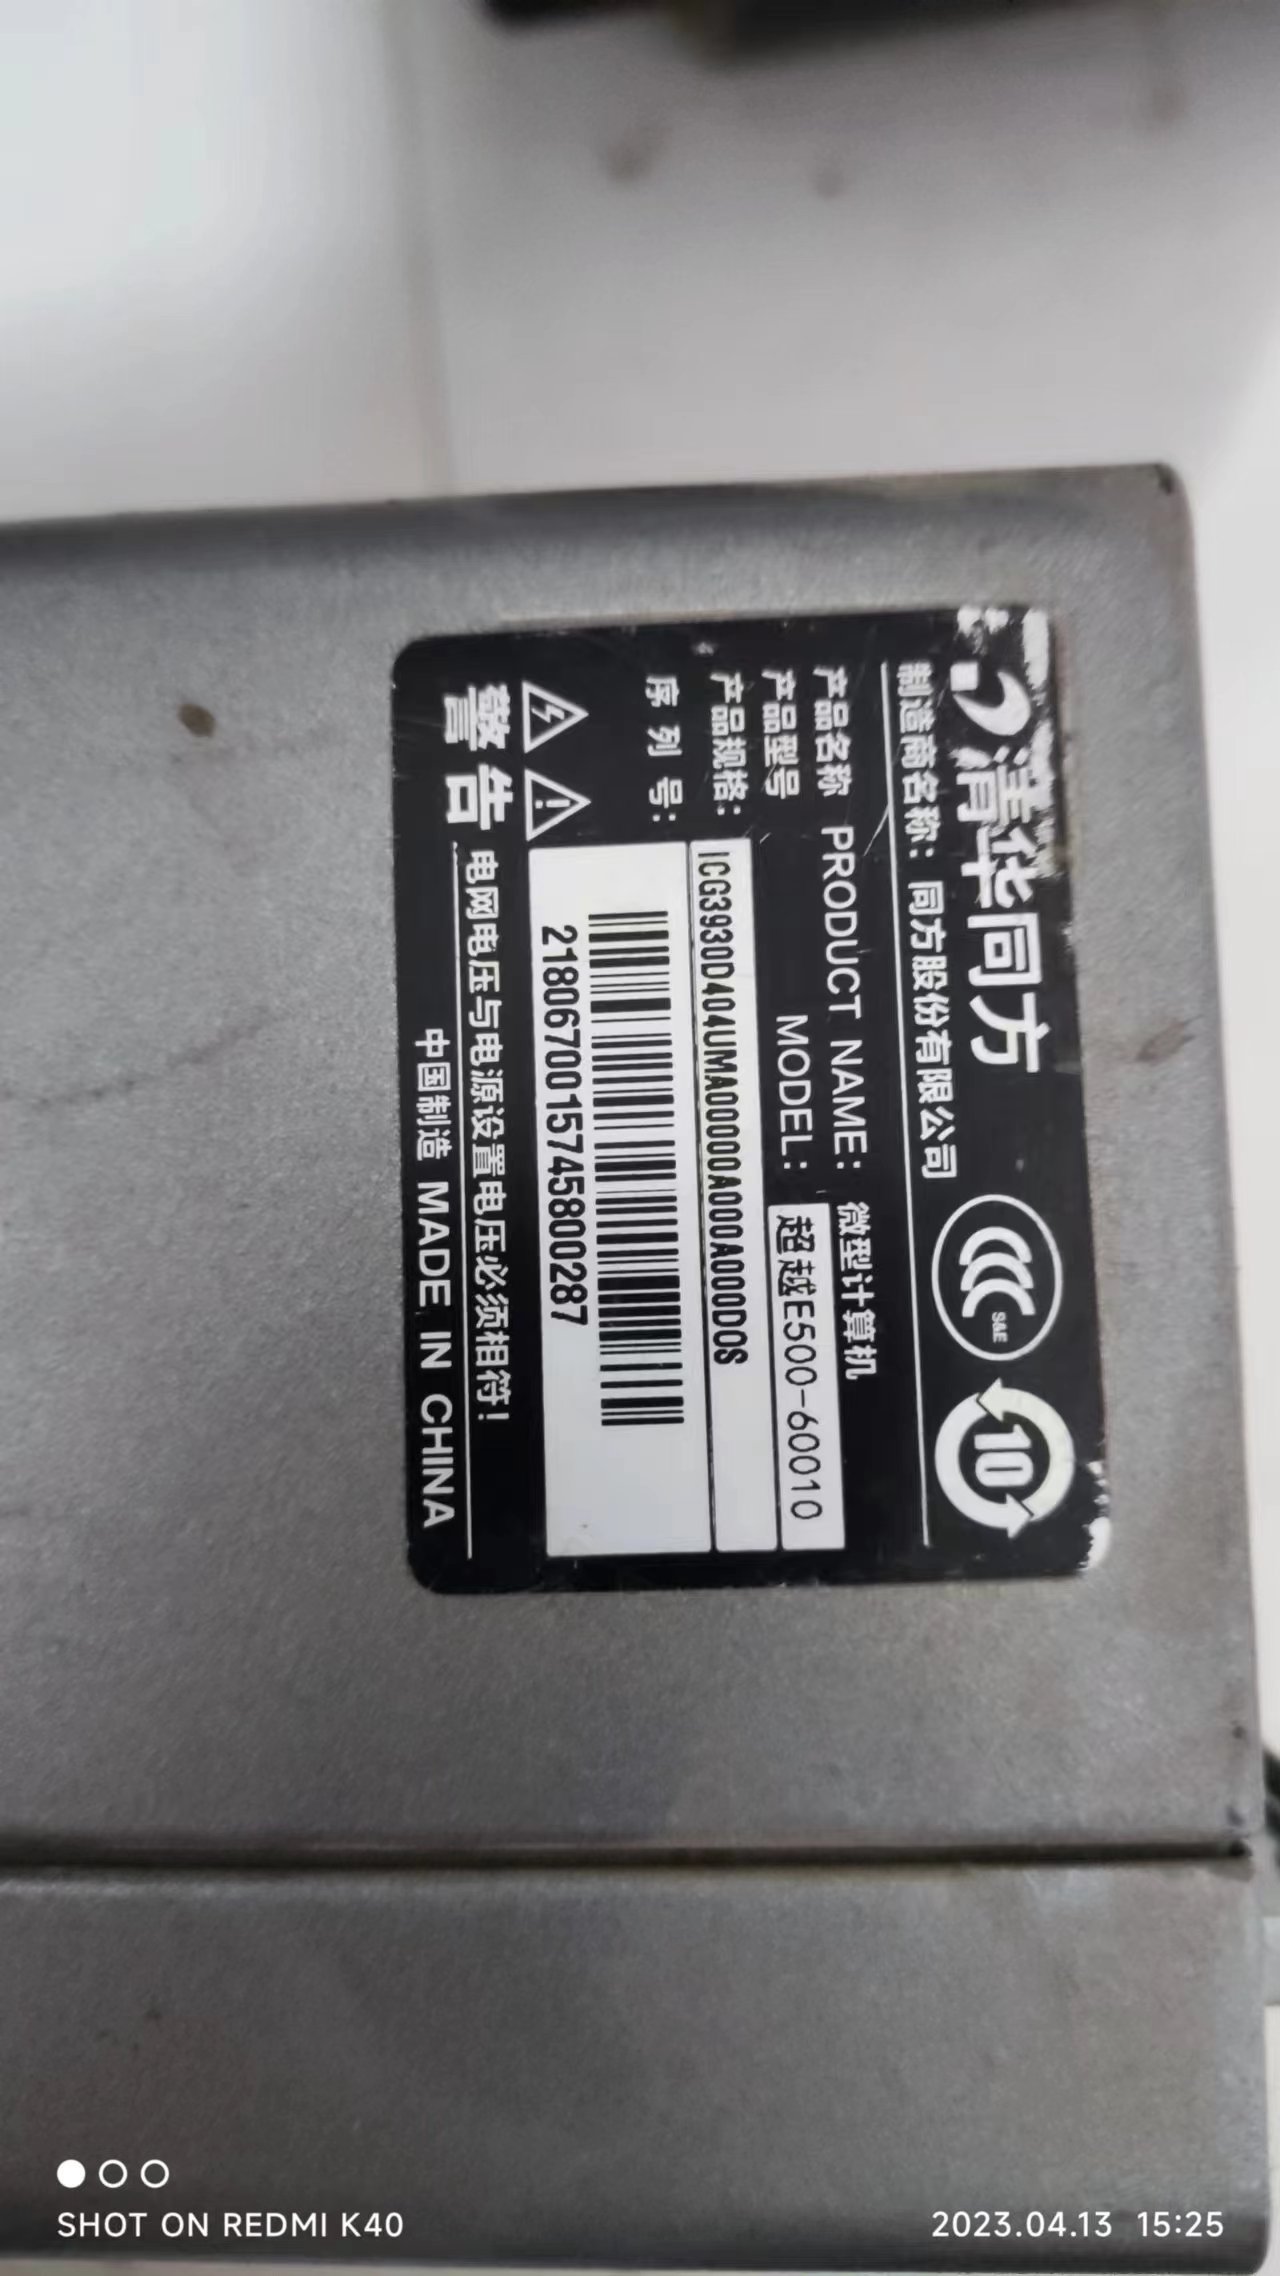 清华同方
S&E
10
制造商名称：同方股份有限公司
产品名称 PRODUCT NAME: 微型计算机
产品型号 MODEL: 超越E500-60010
产品规格: ICG3930D404UMA00000A000A000DOS
序列号: 2180670015745800287
警告 电网电压与电源设置电压必须相符!
中国制造 MADE IN CHINA
SHOT ON REDMI K40
2023.04.13 15:25